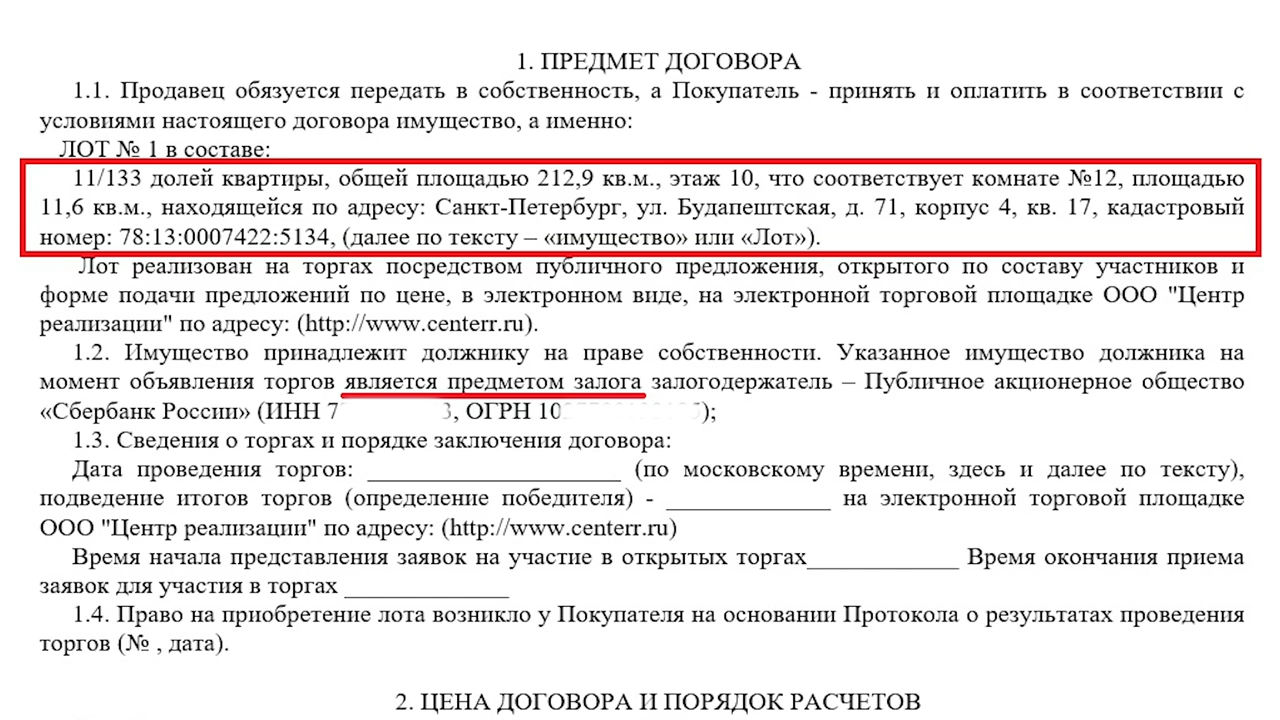 1. ПРЕДМЕТ ДОГОВОРА
1.1. Продавец обязуется передать в собственность, а Покупатель - принять и оплатить в соответствии с
условиями настоящего договора имущество, а именно:
ЛОТ № 1 в составе:
11/133 долей квартиры, общей площадью 212,9 кв.м., этаж 10, что соответствует комнате №12, площадью
11,6 кв.м., находящейся по адресу: Санкт-Петербург, ул. Будапештская, д. 71, корпус 4, кв. 17, кадастровый
номер: 78:13:0007422:5134, (далее по тексту – «имущество» или «Лот»).
Лот реализован на торгах посредством публичного предложения, открытого по составу участников и
форме подачи предложений по цене, в электронном виде, на электронной торговой площадке ООО "Центр
реализации" по адресу: (http://www.centerr.ru).
1.2. Имущество принадлежит должнику на праве собственности. Указанное имущество должника на
момент объявления торгов является предметом залога залогодержатель – Публичное акционерное общество
«Сбербанк России» (ИНН 7 3, ОГРН 10 );
1.3. Сведения о торгах и порядке заключения договора:
Дата проведения торгов: ____________________ (по московскому времени, здесь и далее по тексту),
подведение итогов торгов (определение победителя) - _____________ на электронной торговой площадке
ООО "Центр реализации" по адресу: (http://www.centerr.ru)
Время начала представления заявок на участие в открытых торгах____________ Время окончания приема
заявок для участия в торгах _____________
1.4. Право на приобретение лота возникло у Покупателя на основании Протокола о результатах проведения
торгов (№ , дата).
2. ЦЕНА ДОГОВОРА И ПОРЯДОК РАСЧЕТОВ